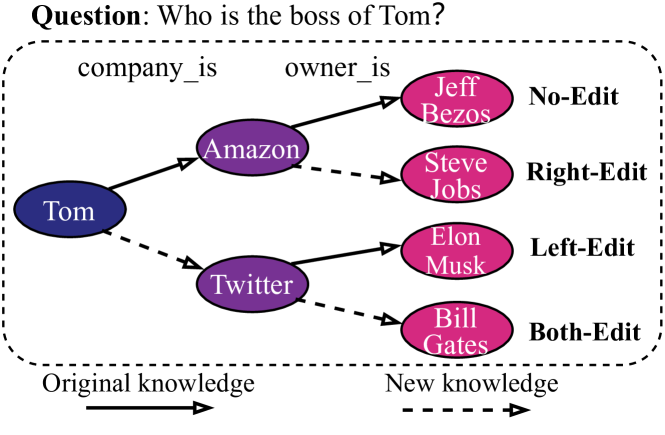 Question: Who is the boss of Tom?
company_is
owner_is
Jeff
Bezos
No-Edit
Amazon
Steve
Jobs
Right-Edit
Tom
Elon
Musk
Left-Edit
Twitter
Bill
Gates
Both-Edit
Original knowledge
New knowledge